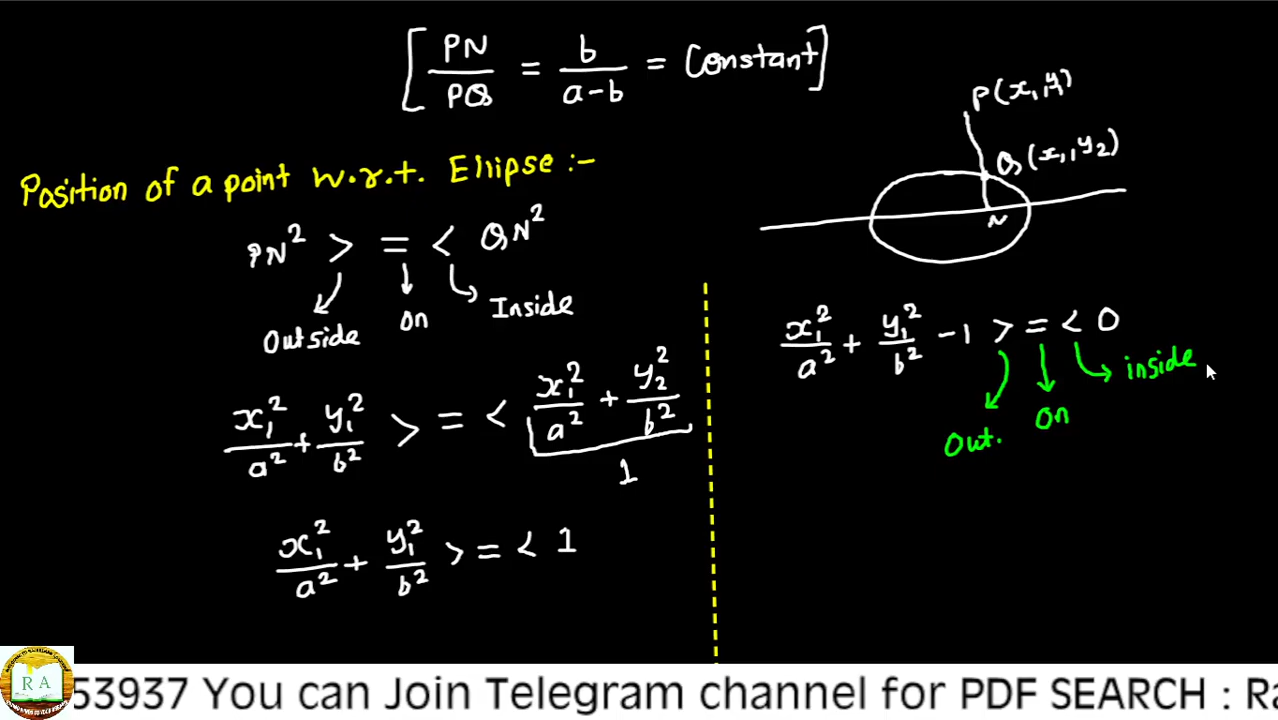 [PN/PQ = b/a-b = Constant]
P(x₁,y₁)
Q(x₁,y₂)
N
Position of a point w.r.t. Ellipse :-
PN² > = < QN²
Outside On Inside
x₁²/a² + y₁²/b² > = < x₁²/a² + y₂²/b²
1
x₁²/a² + y₁²/b² > = < 1
x₁²/a² + y₁²/b² - 1 > = < 0
Out. On inside
RA
53937 You can Join Telegram channel for PDF SEARCH : Ra